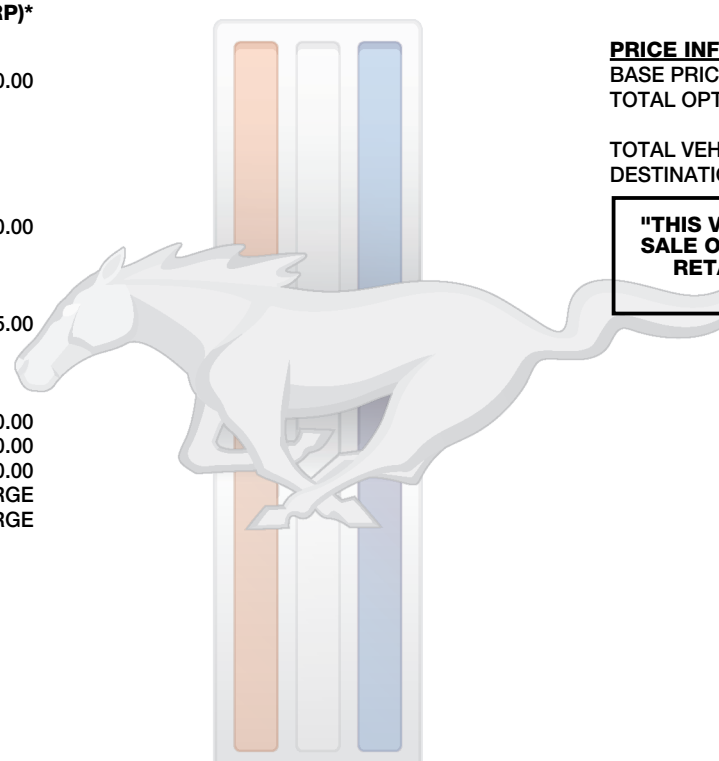 RP)*
0.00
0.00
5.00
0.00
0.00
0.00
RGE
RGE
PRICE INF
BASE PRIC
TOTAL OPT
TOTAL VEH
DESTINATIO
"THIS V
SALE O
RETA